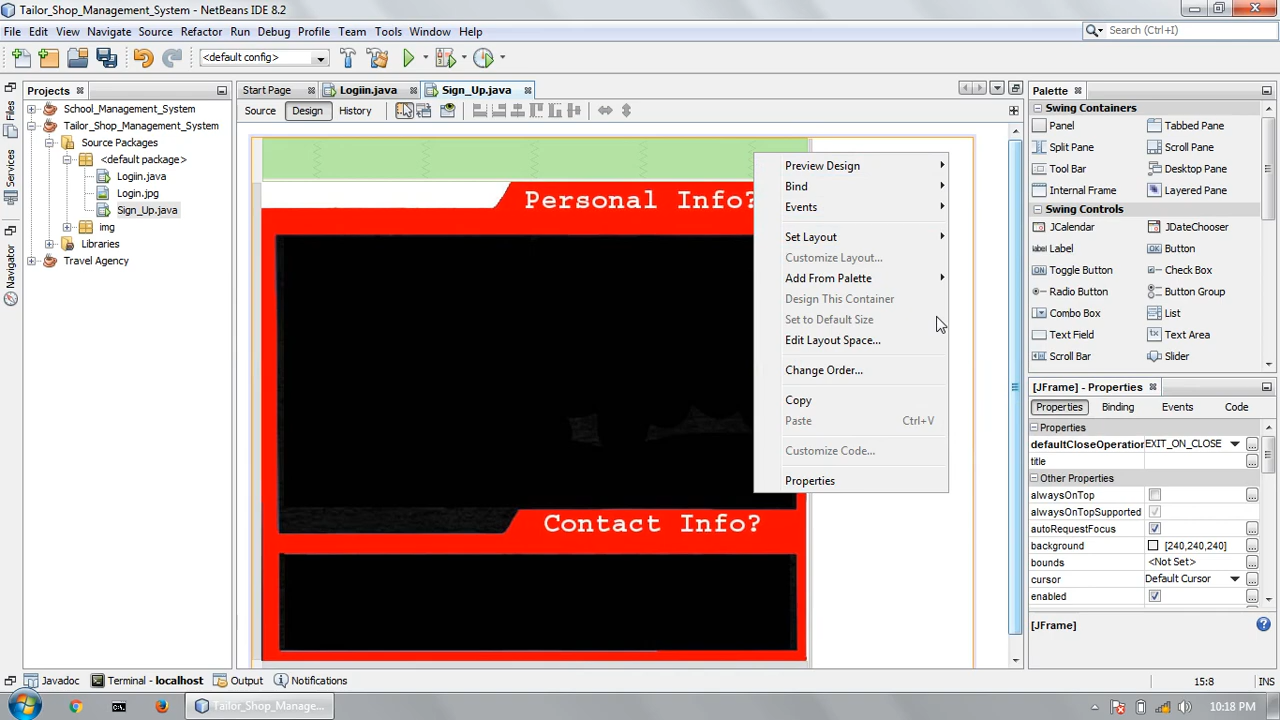 Tailor_Shop_Management_System - NetBeans IDE 8.2
File Edit View Navigate Source Refactor Run Debug Profile Team Tools Window Help
Search (Ctrl+I)
<default config>
Projects
Start Page
Logiin.java
Sign_Up.java
Palette
Files
Services
Navigator
School_Management_System
Tailor_Shop_Management_System
Source Packages
<default package>
Logiin.java
Login.jpg
Sign_Up.java
img
Libraries
Travel Agency
Source Design History
Personal Info?
Contact Info?
Preview Design
Bind
Events
Set Layout
Customize Layout...
Add From Palette
Design This Container
Set to Default Size
Edit Layout Space...
Change Order...
Copy
Paste Ctrl+V
Customize Code...
Properties
Swing Containers
Panel Tabbed Pane
Split Pane Scroll Pane
Tool Bar Desktop Pane
Internal Frame Layered Pane
Swing Controls
JCalendar JDateChooser
Label Button
Toggle Button Check Box
Radio Button Button Group
Combo Box List
Text Field Text Area
Scroll Bar Slider
[JFrame] - Properties
Properties Binding Events Code
Properties
defaultCloseOperation EXIT_ON_CLOSE
title
Other Properties
alwaysOnTop
alwaysOnTopSupported
autoRequestFocus
background [240,240,240]
bounds <Not Set>
cursor Default Cursor
enabled
[JFrame]
Javadoc Terminal - localhost Output Notifications
15:8 INS
Tailor_Shop_Manage...
10:18 PM